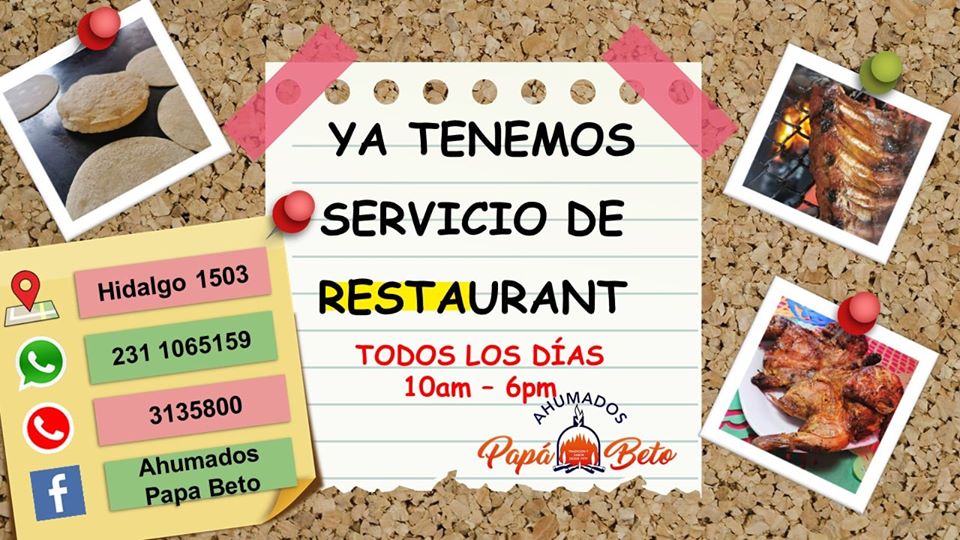 YA TENEMOS
SERVICIO DE
RESTAURANT
TODOS LOS DÍAS
10am – 6pm
AHUMADOS
Papá Beto
Hidalgo 1503
231 1065159
3135800
Ahumados
Papa Beto